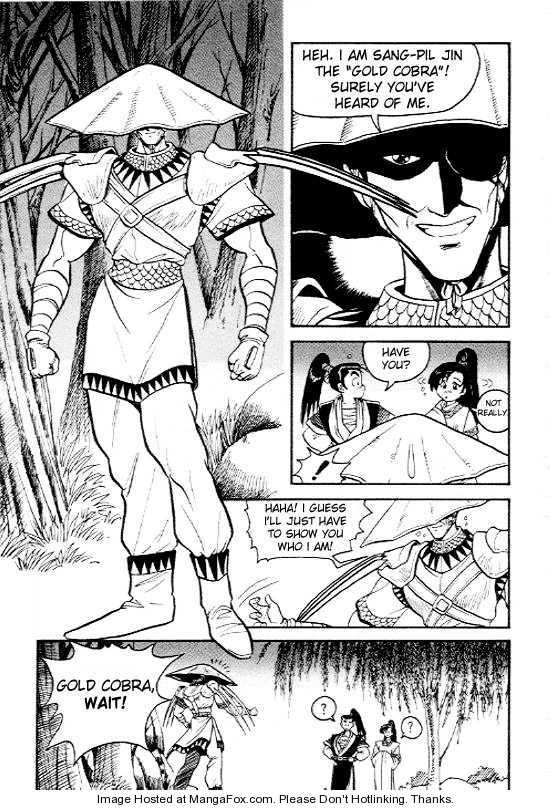 HEH. I AM SANG-PIL JIN
THE "GOLD COBRA"!
SURELY YOU'VE
HEARD OF ME.
HAVE
YOU?
NOT
REALLY
!
HAHA! I GUESS
I'LL JUST HAVE
TO SHOW YOU
WHO I AM!
GOLD COBRA,
WAIT!
?
?
Image Hosted at MangaFox.com. Please Don't Hotlinking. Thanks.